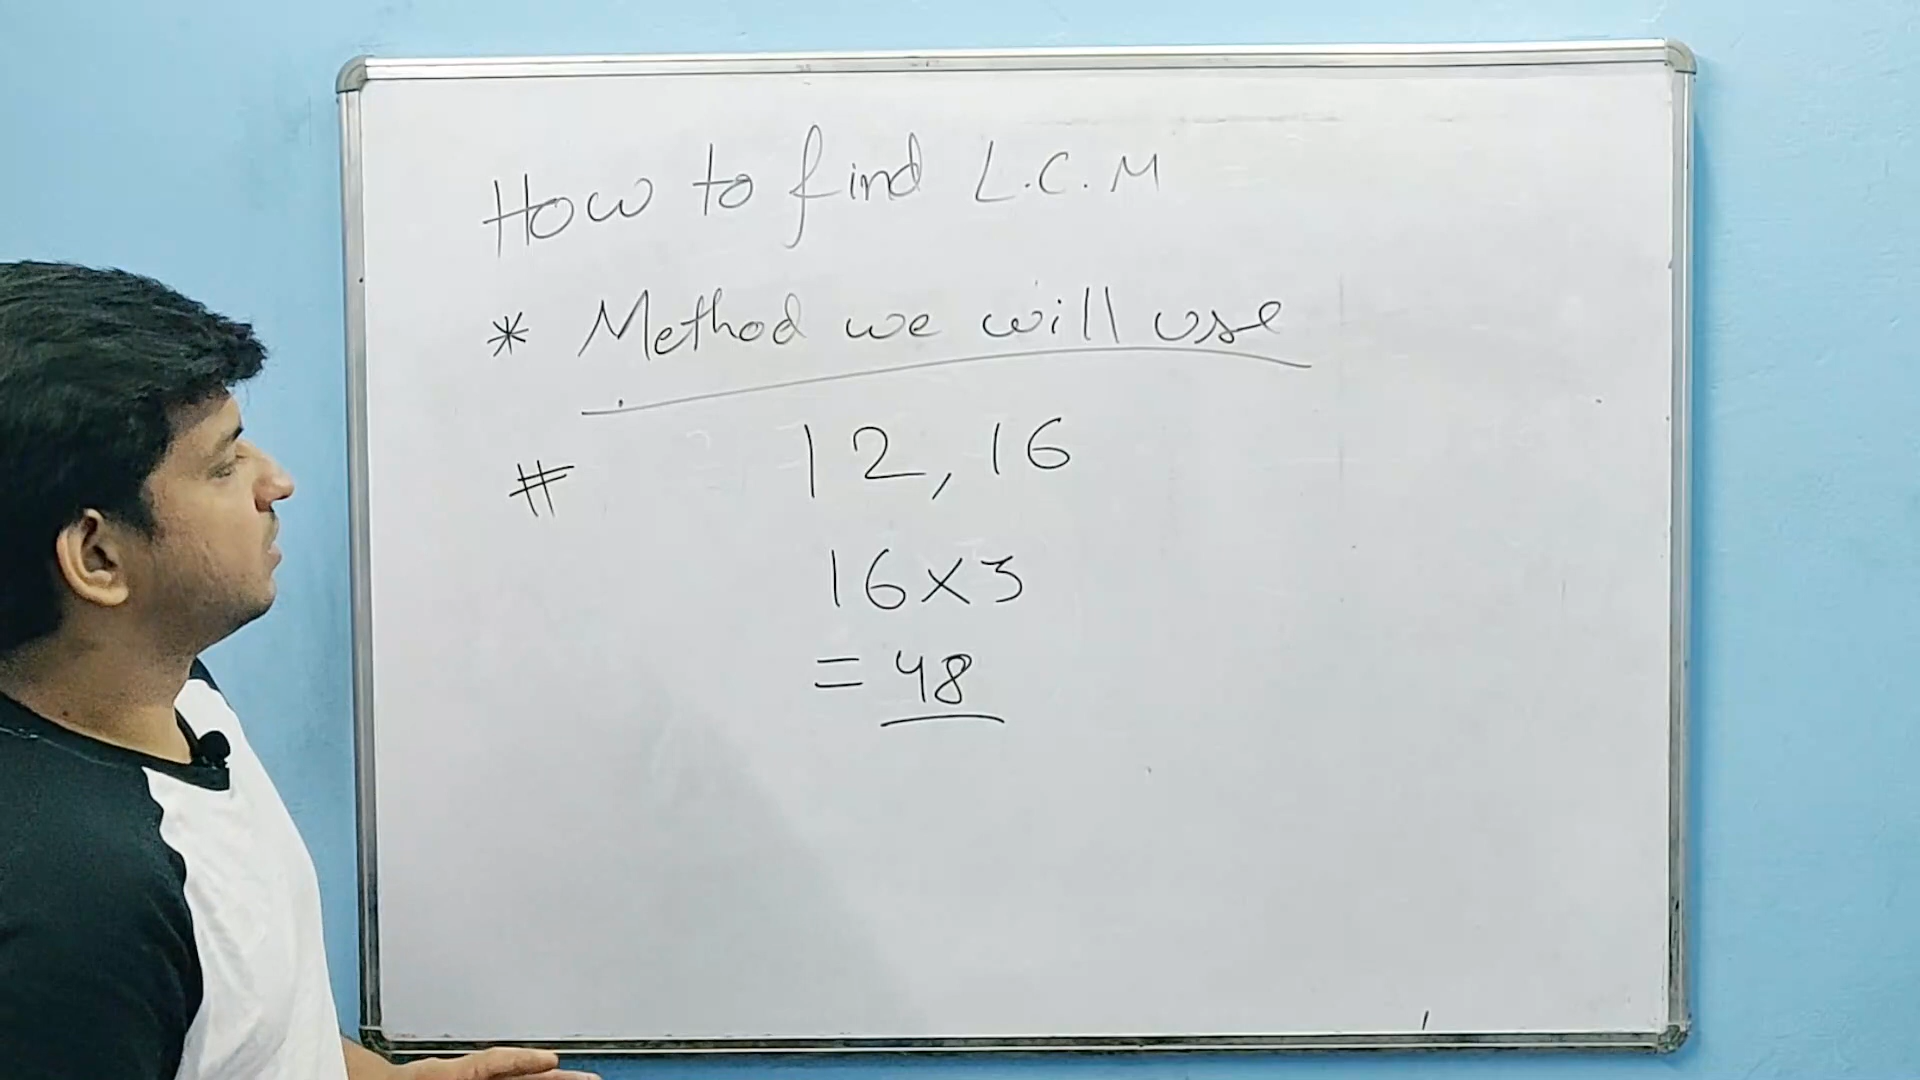 How to find L.C.M
* Method we will use
# 12, 16
16×3
= 48